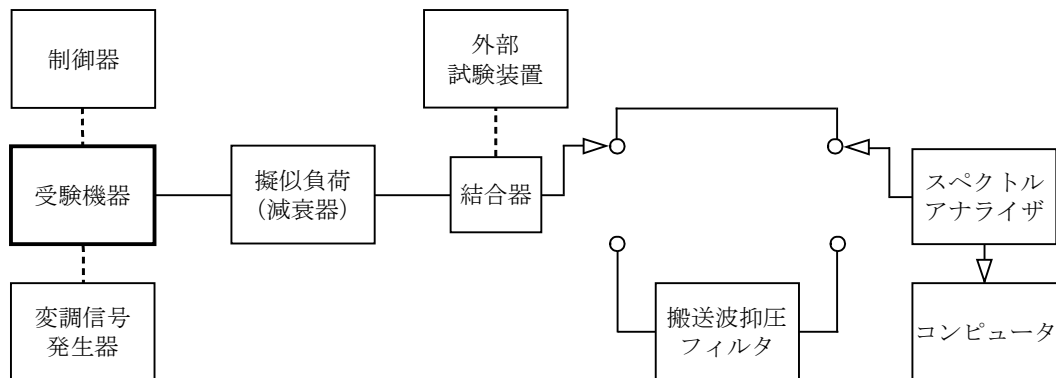 制御器
外部
試験装置
受験機器
擬似負荷
（減衰器）
結合器
スペクトル
アナライザ
変調信号
発生器
搬送波抑圧
フィルタ
コンピュータ